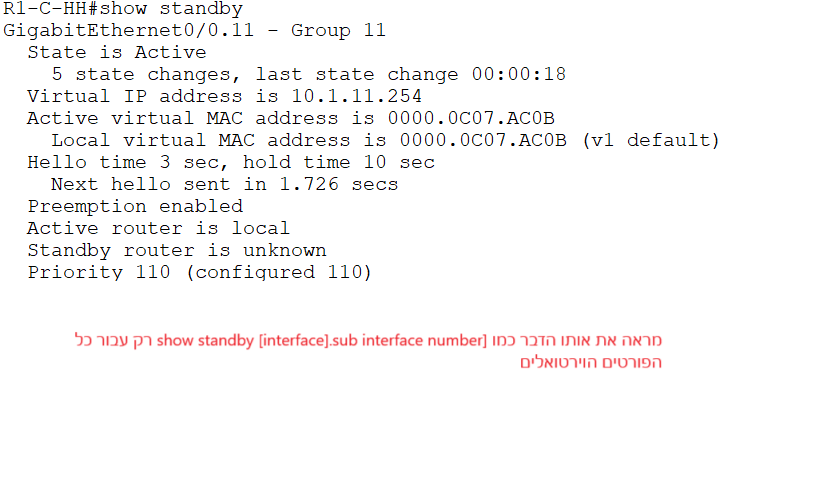 R1-C-HH#show standby
GigabitEthernet0/0.11 - Group 11
State is Active
5 state changes, last state change 00:00:18
Virtual IP address is 10.1.11.254
Active virtual MAC address is 0000.0C07.AC0B
Local virtual MAC address is 0000.0C07.AC0B (v1 default)
Hello time 3 sec, hold time 10 sec
Next hello sent in 1.726 secs
Preemption enabled
Active router is local
Standby router is unknown
Priority 110 (configured 110)
מראה את אותו הדבר כמו show standby [interface].sub interface number] רק עבור כל
הפורטים הוירטואלים